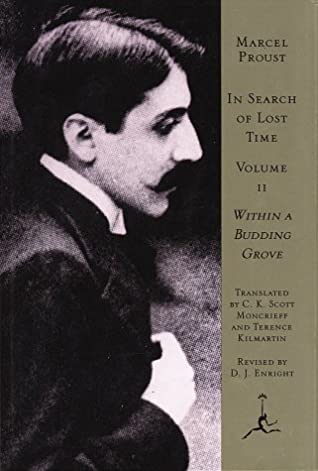 MARCEL
PROUST
IN SEARCH
OF LOST
TIME
VOLUME
II
WITHIN A
BUDDING
GROVE
TRANSLATED
BY C. K. SCOTT
MONCRIEFF
AND TERENCE
KILMARTIN
REVISED BY
D. J. ENRIGHT